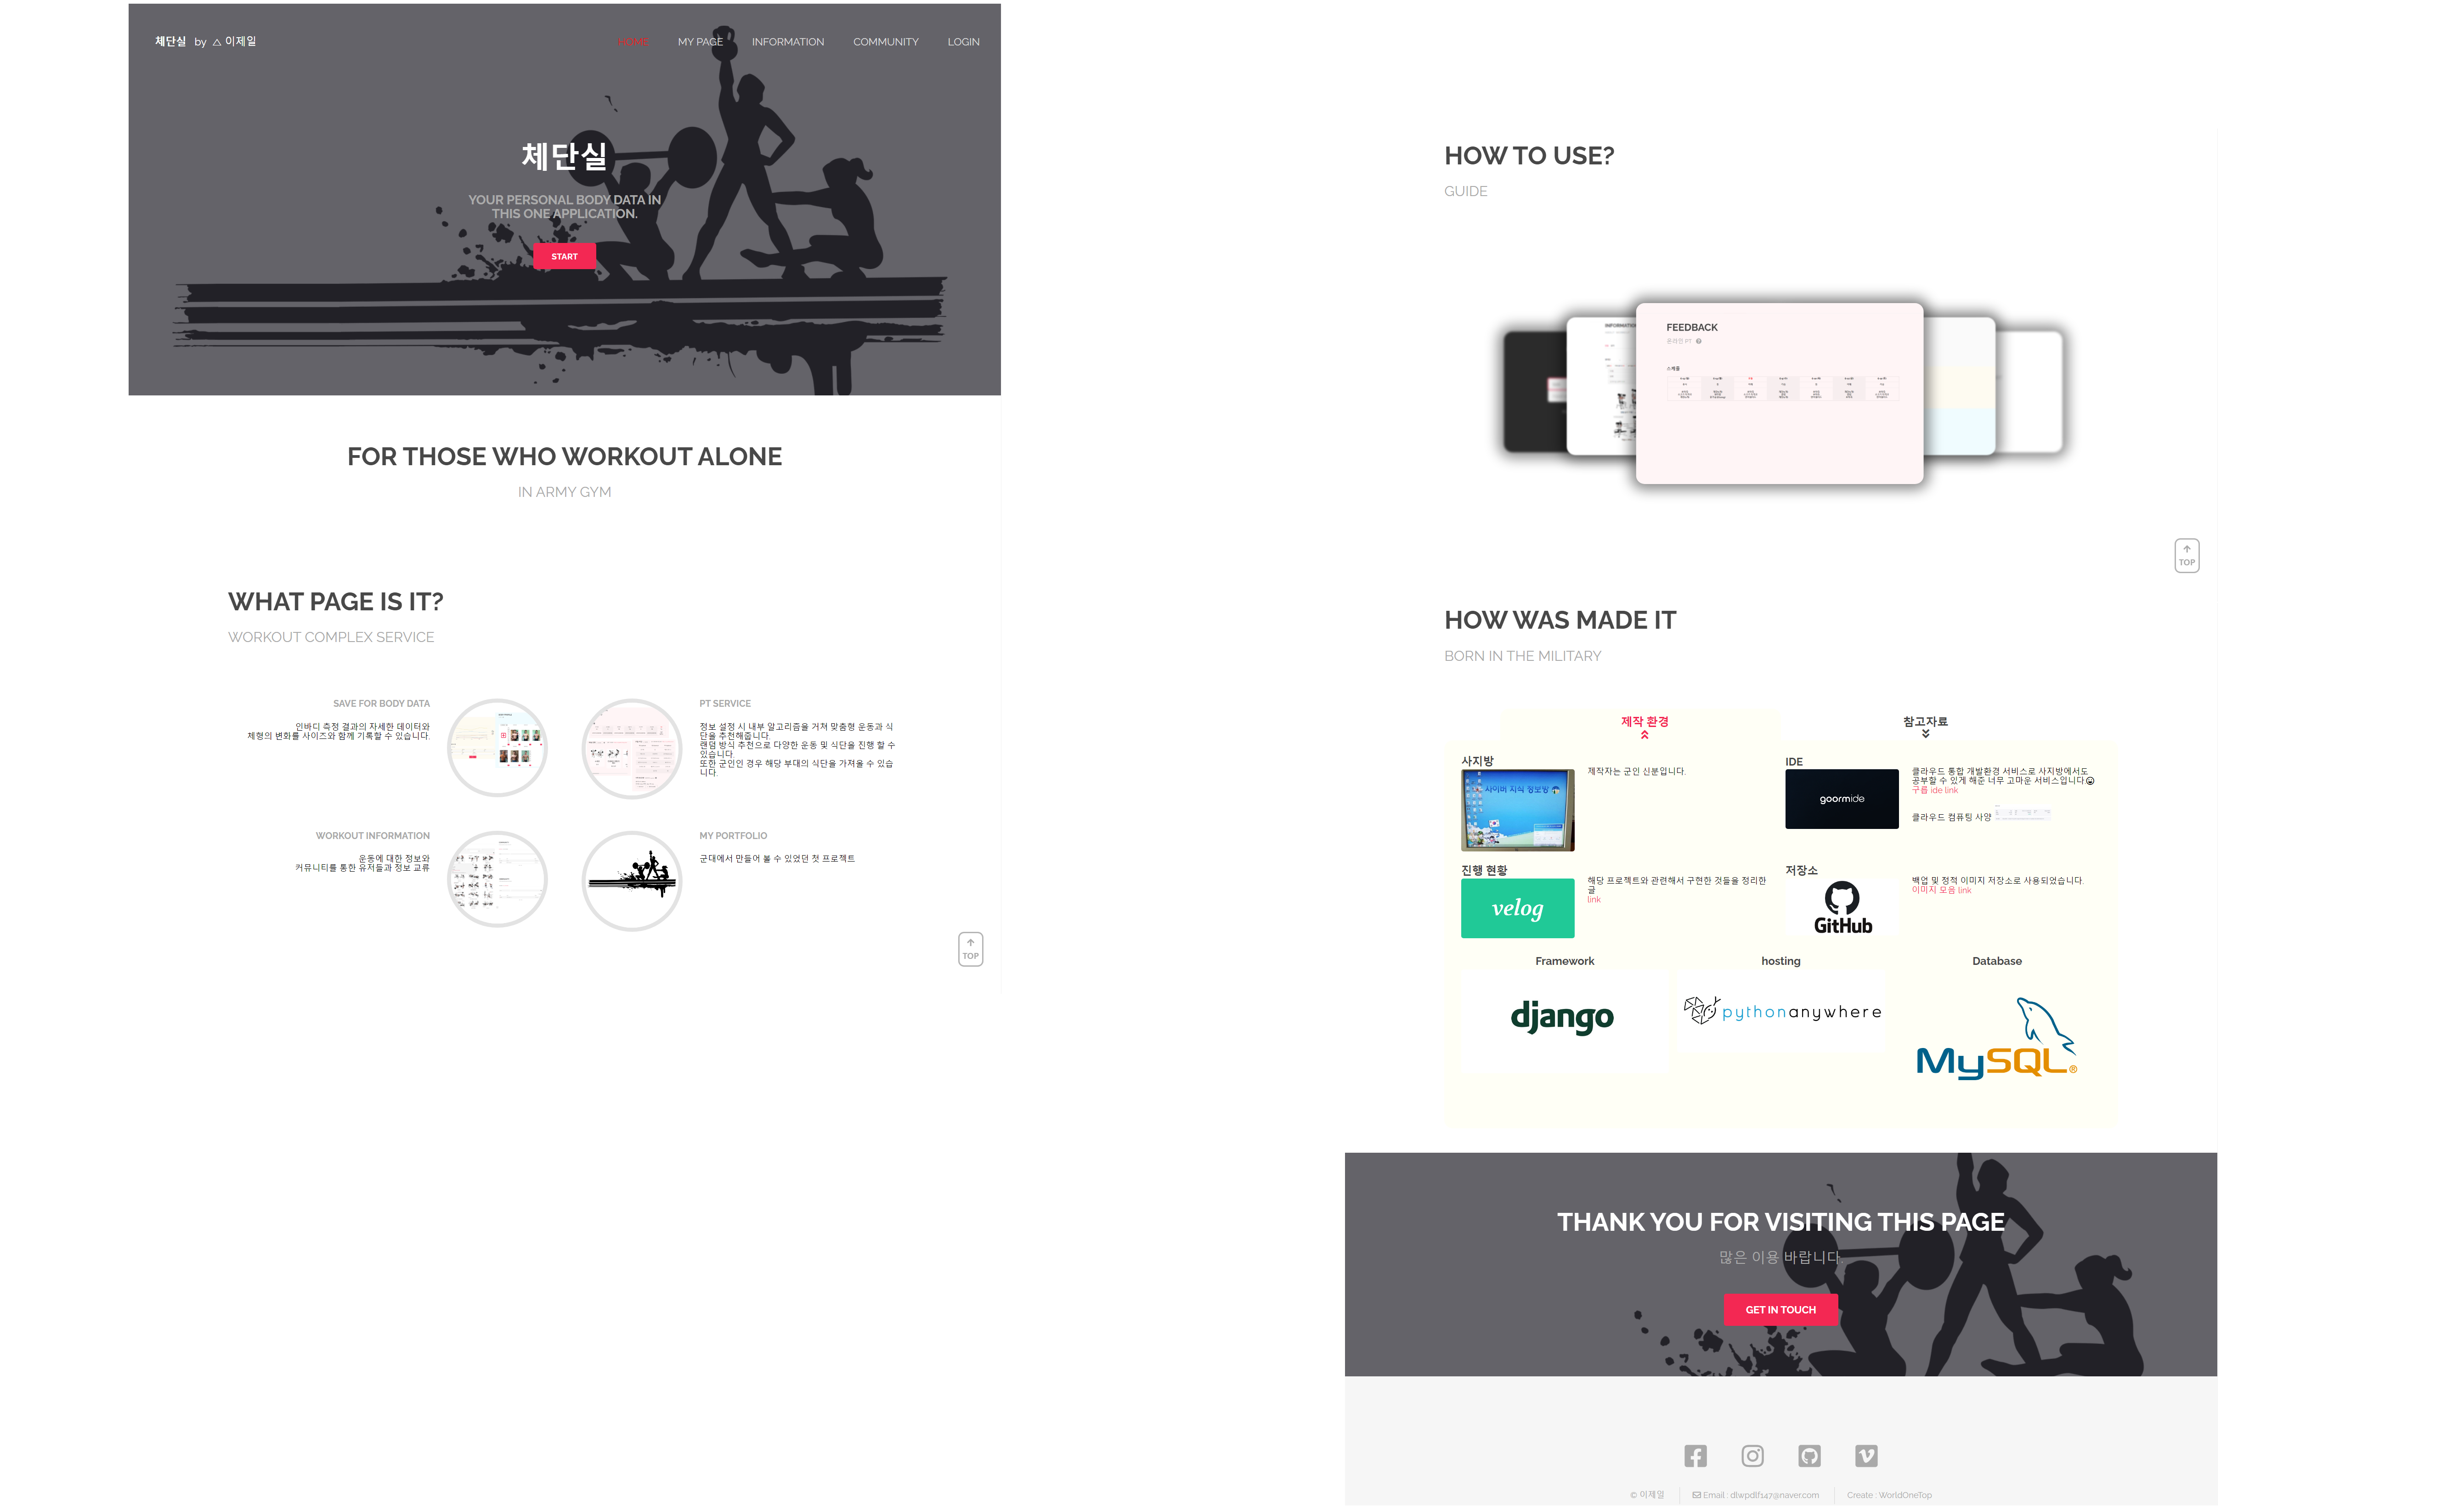 체단실 by △ 이제일
HOME MY PAGE INFORMATION COMMUNITY LOGIN
체단실
YOUR PERSONAL BODY DATA IN
THIS ONE APPLICATION.
START
FOR THOSE WHO WORKOUT ALONE
IN ARMY GYM
WHAT PAGE IS IT?
WORKOUT COMPLEX SERVICE
SAVE FOR BODY DATA
인바디 측정 결과의 자세한 데이터와
체형의 변화를 사이즈와 함께 기록할 수 있습니다.
PT SERVICE
정보 설정 시 내부 알고리즘을 거쳐 맞춤형 운동과 식
단을 추천해줍니다.
랜덤 방식 추천으로 다양한 운동 및 식단을 진행 할 수
있습니다.
또한 군인인 경우 해당 부대의 식단을 가져올 수 있습
니다.
WORKOUT INFORMATION
운동에 대한 정보와
커뮤니티를 통한 유저들과 정보 교류
MY PORTFOLIO
군대에서 만들어 볼 수 있었던 첫 프로젝트
TOP
HOW TO USE?
GUIDE
INFORMATION
FEEDBACK
온라인 PT
스케줄
TOP
HOW WAS MADE IT
BORN IN THE MILITARY
제작 환경
참고자료
사지방
사이버 지식 정보방
제작자는 군인 신분입니다.
IDE
goormide
클라우드 통합 개발환경 서비스로 사지방에서도
공부할 수 있게 해준 너무 고마운 서비스입니다😀
구름 ide link
클라우드 컴퓨팅 사양
진행 현황
velog
해당 프로젝트와 관련해서 구현한 것들을 정리한
글
link
저장소
GitHub
백업 및 정적 이미지 저장소로 사용되었습니다.
이미지 모음 link
Framework
hosting
Database
django
pythonanywhere
MySQL®
THANK YOU FOR VISITING THIS PAGE
많은 이용 바랍니다.
GET IN TOUCH
© 이제일
Email : dlwpdlf147@naver.com
Create : WorldOneTop